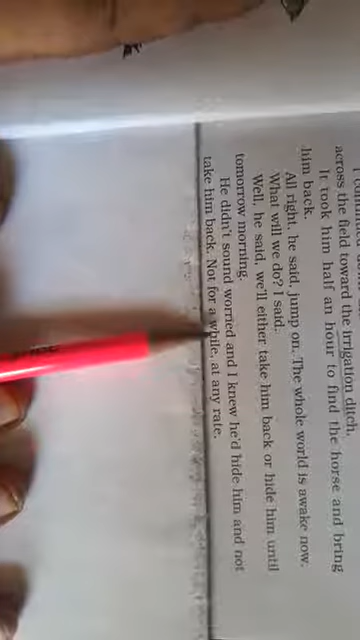 across the field toward the irrigation ditch.
It took him half an hour to find the horse and bring
him back.
All right, he said, jump on. The whole world is awake now.
What will we do? I said.
Well, he said, we'll either take him back or hide him until
tomorrow morning.
He didn't sound worried and I knew he'd hide him and not
take him back. Not for a while, at any rate.